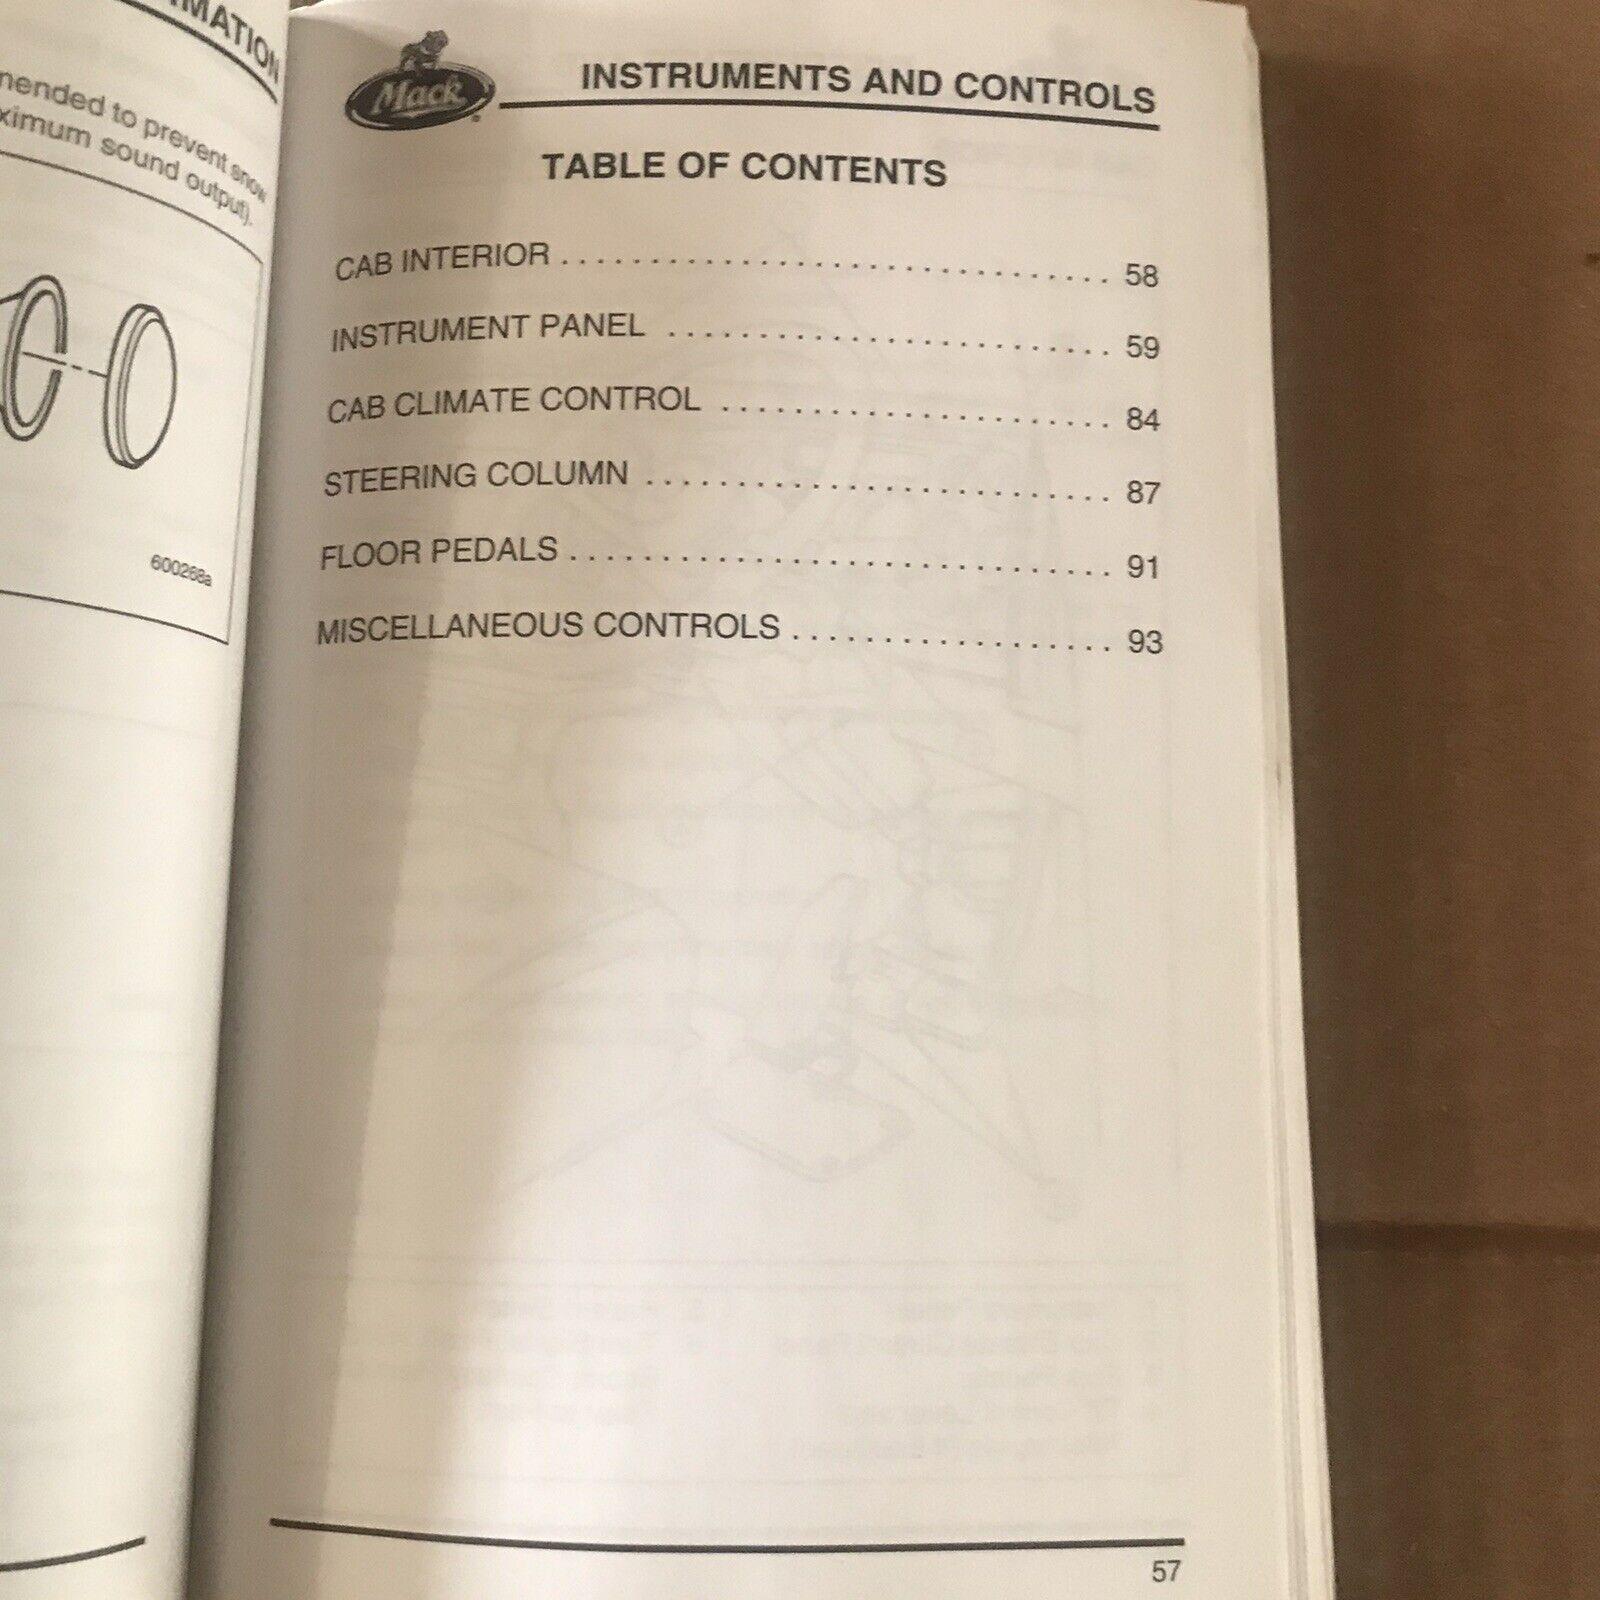 MATION
mended to prevent snow
ximum sound output).
600268a
Mack
INSTRUMENTS AND CONTROLS
TABLE OF CONTENTS
CAB INTERIOR . . . . . . . . . . . . . . . . . . . . . . . . . . . . . . . 58
INSTRUMENT PANEL . . . . . . . . . . . . . . . . . . . . . . . . . 59
CAB CLIMATE CONTROL . . . . . . . . . . . . . . . . . . . . . . 84
STEERING COLUMN . . . . . . . . . . . . . . . . . . . . . . . . . . 87
FLOOR PEDALS . . . . . . . . . . . . . . . . . . . . . . . . . . . . . . 91
MISCELLANEOUS CONTROLS . . . . . . . . . . . . . . . . . . 93
57